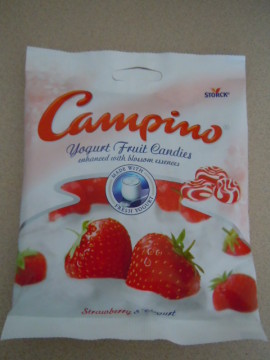 STORCK
Campino
Yogurt Fruit Candies
enhanced with blossom essences
MADE WITH
FRESH YOGURT
Strawberry & Yogurt